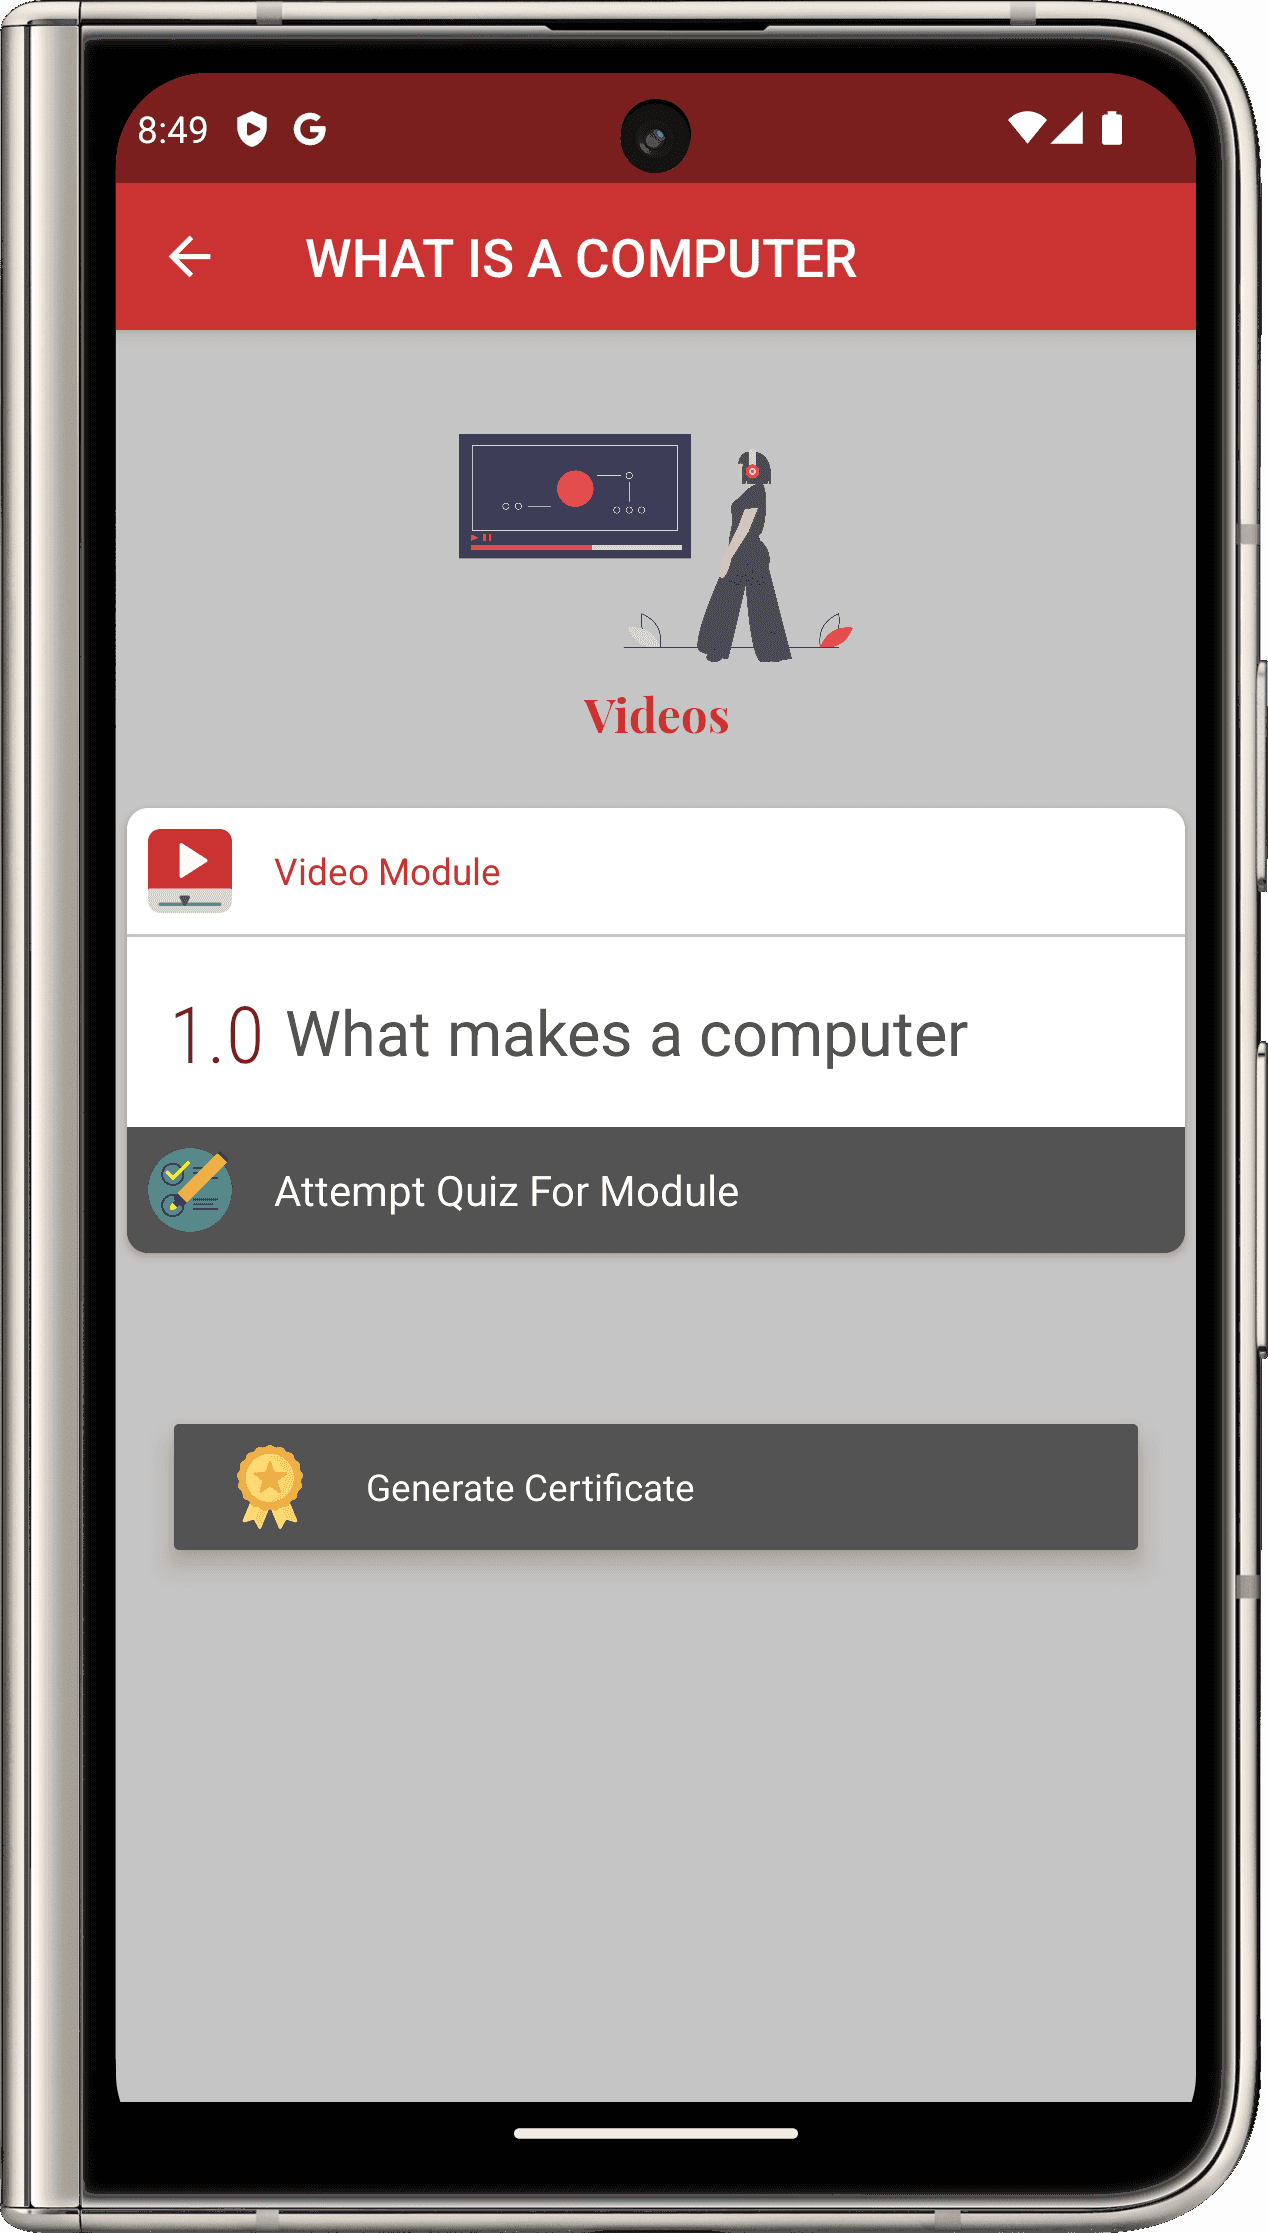 8:49
WHAT IS A COMPUTER
Videos
Video Module
1.0 What makes a computer
Attempt Quiz For Module
Generate Certificate